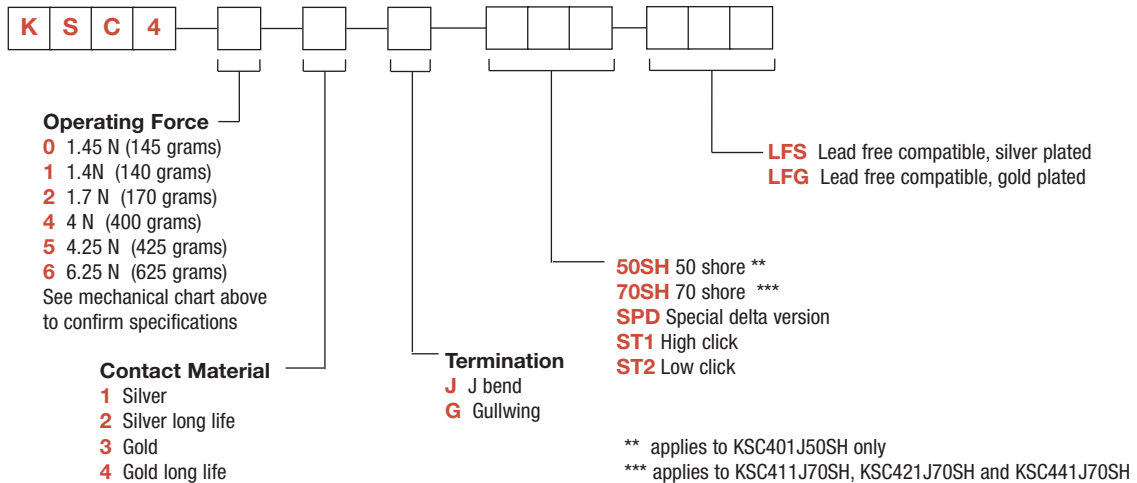 K S C 4
Operating Force
0 1.45 N (145 grams)
1 1.4N (140 grams)
2 1.7 N (170 grams)
4 4 N (400 grams)
5 4.25 N (425 grams)
6 6.25 N (625 grams)
See mechanical chart above
to confirm specifications
Contact Material
1 Silver
2 Silver long life
3 Gold
4 Gold long life
Termination
J J bend
G Gullwing
50SH 50 shore **
70SH 70 shore ***
SPD Special delta version
ST1 High click
ST2 Low click
LFS Lead free compatible, silver plated
LFG Lead free compatible, gold plated
** applies to KSC401J50SH only
*** applies to KSC411J70SH, KSC421J70SH and KSC441J70SH